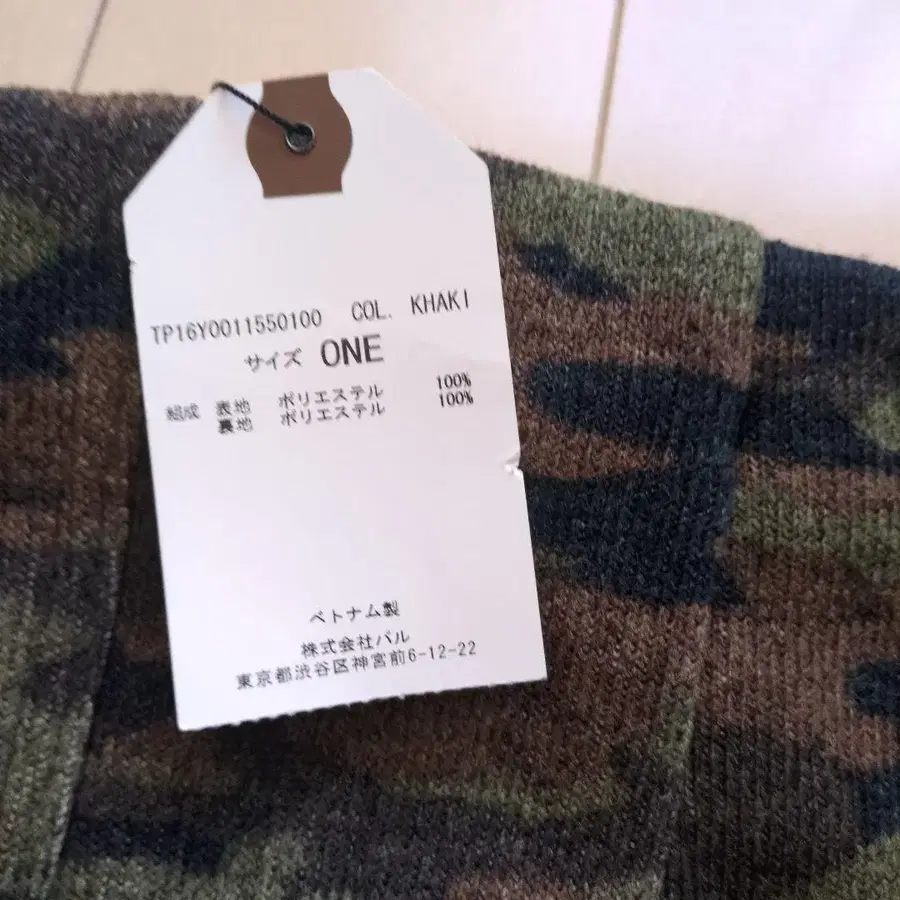 TP16Y0011550100 COL. KHAKI
サイズ ONE
組成 表地 ポリエステル 100%
裏地 ポリエステル 100%
ベトナム製
株式会社パル
東京都渋谷区神宮前6-12-22